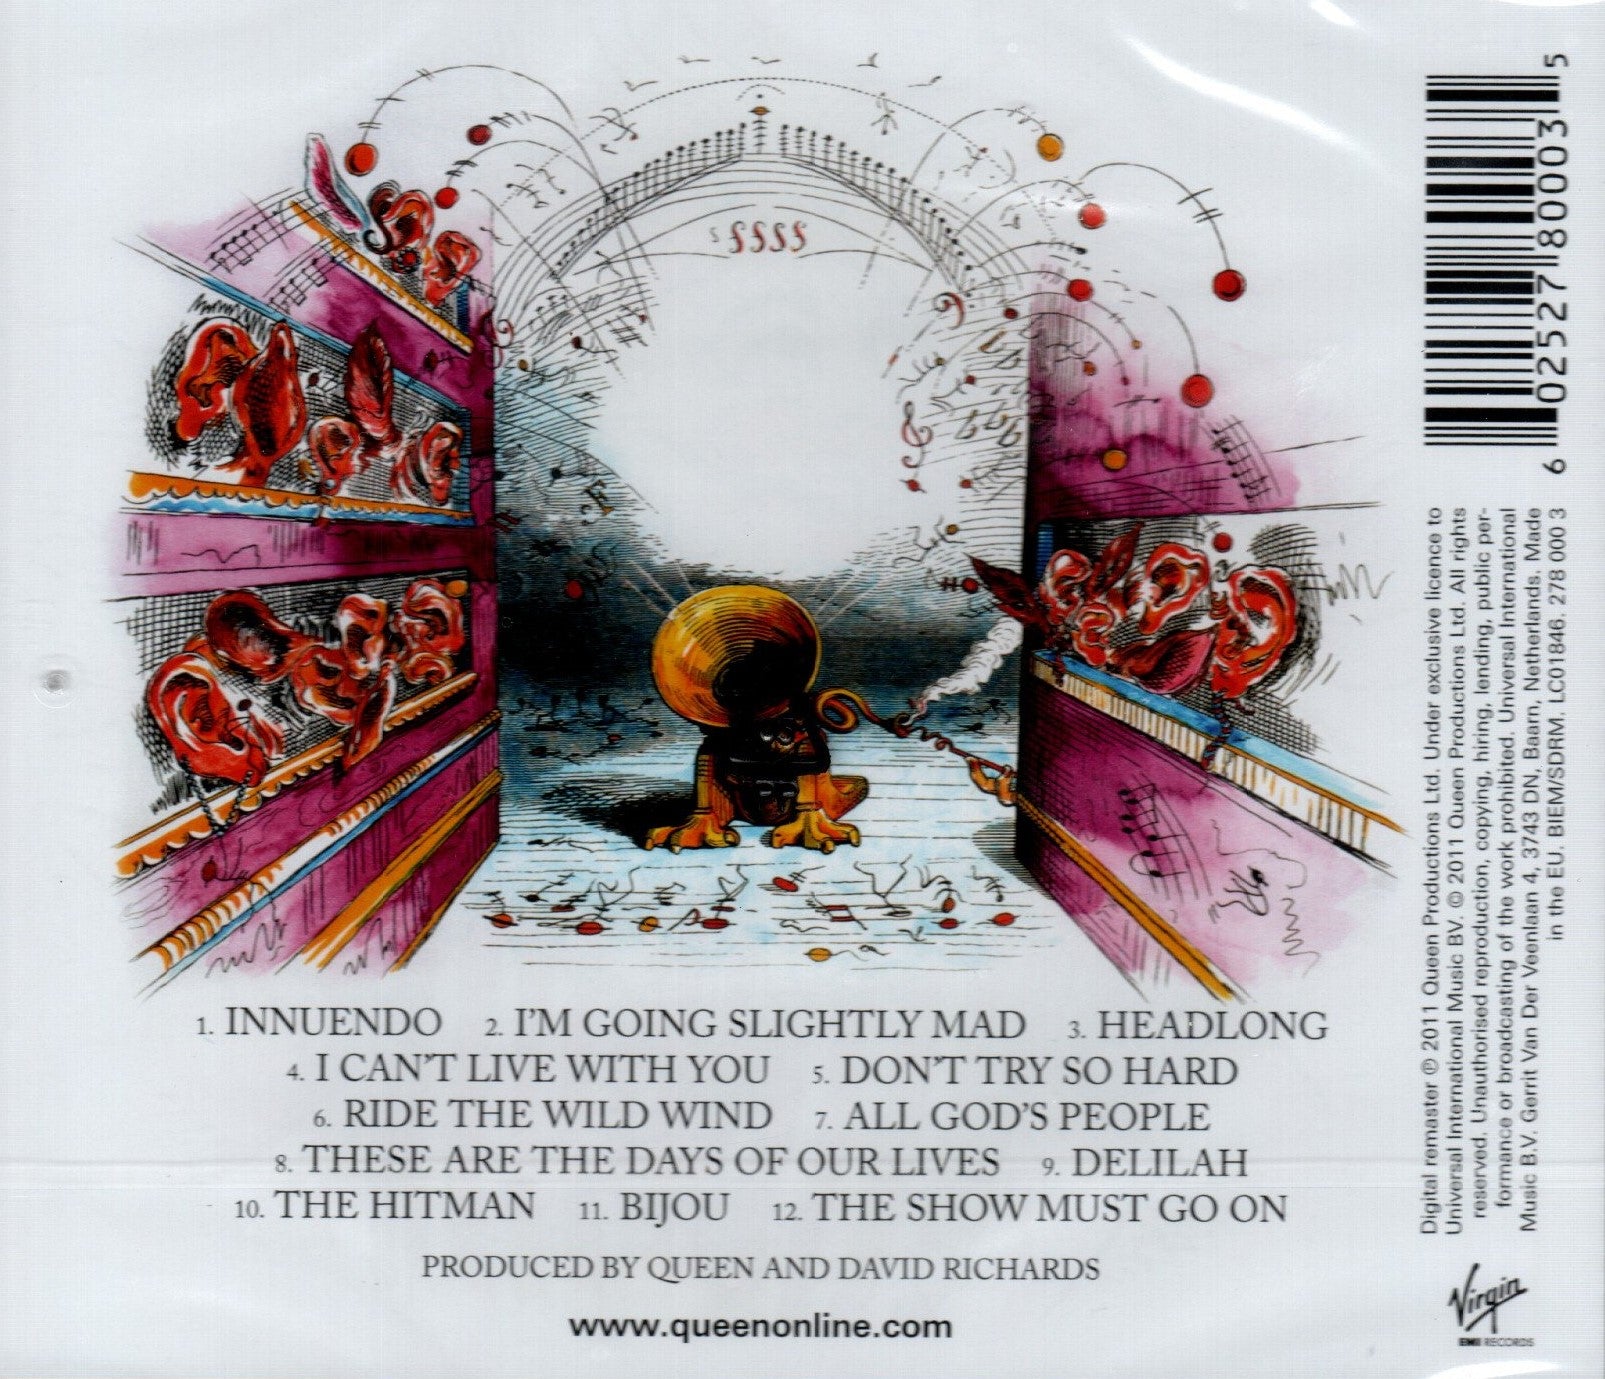 1. INNUENDO 2. I'M GOING SLIGHTLY MAD 3. HEADLONG
4. I CAN'T LIVE WITH YOU 5. DON'T TRY SO HARD
6. RIDE THE WILD WIND 7. ALL GOD'S PEOPLE
8. THESE ARE THE DAYS OF OUR LIVES 9. DELILAH
10. THE HITMAN 11. BIJOU 12. THE SHOW MUST GO ON
PRODUCED BY QUEEN AND DAVID RICHARDS
www.queenonline.com
6 02527 80003 5
Digital remaster ℗ 2011 Queen Productions Ltd. Under exclusive licence to
Universal International Music BV. © 2011 Queen Productions Ltd. All rights
reserved. Unauthorised reproduction, copying, hiring, lending, public per-
formance or broadcasting of the work prohibited. Universal International
Music B.V. Gerrit Van Der Veenlaan 4, 3743 DN, Baarn, Netherlands. Made
in the EU. BIEM/SDRM. LC01846. 278 000 3
Virgin
EMI RECORDS